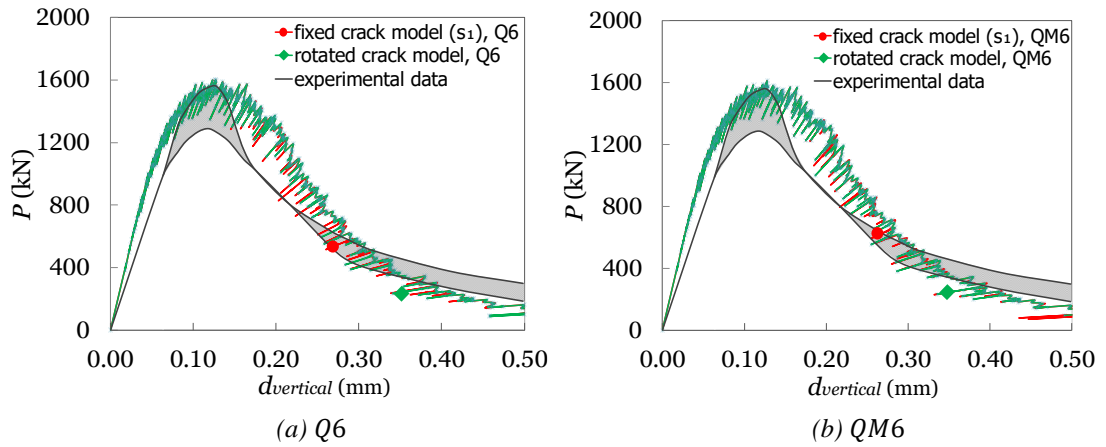 2000
1600
1200
800
400
0
P (kN)
fixed crack model (s₁), Q6
rotated crack model, Q6
experimental data
0.00 0.10 0.20 0.30 0.40 0.50
dvertical (mm)
(a) Q6
2000
1600
1200
800
400
0
P (kN)
fixed crack model (s₁), QM6
rotated crack model, QM6
experimental data
0.00 0.10 0.20 0.30 0.40 0.50
dvertical (mm)
(b) QM6